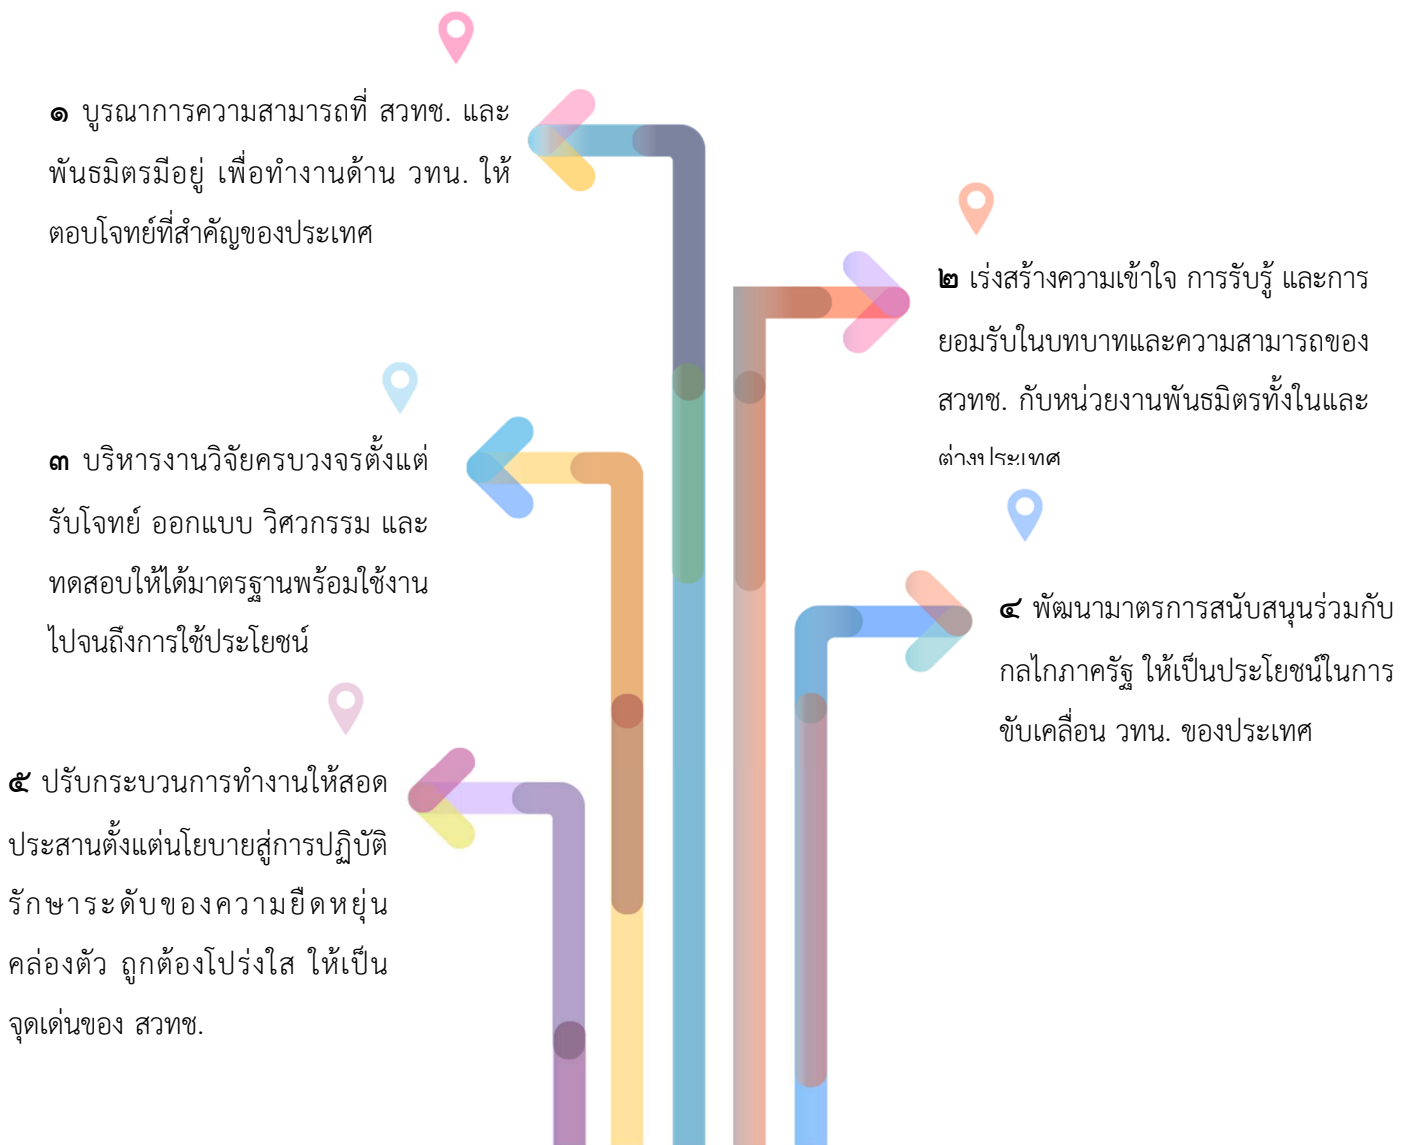 ๑ บูรณาการความสามารถที่ สวทช. และ
พันธมิตรมีอยู่ เพื่อทำงานด้าน วทน. ให้
ตอบโจทย์ที่สำคัญของประเทศ
๒ เร่งสร้างความเข้าใจ การรับรู้ และการ
ยอมรับในบทบาทและความสามารถของ
สวทช. กับหน่วยงานพันธมิตรทั้งในและ
ต่างประเทศ
๓ บริหารงานวิจัยครบวงจรตั้งแต่
รับโจทย์ ออกแบบ วิศวกรรม และ
ทดสอบให้ได้มาตรฐานพร้อมใช้งาน
ไปจนถึงการใช้ประโยชน์
๔ พัฒนามาตรการสนับสนุนร่วมกับ
กลไกภาครัฐ ให้เป็นประโยชน์ในการ
ขับเคลื่อน วทน. ของประเทศ
๕ ปรับกระบวนการทำงานให้สอด
ประสานตั้งแต่นโยบายสู่การปฏิบัติ
รักษาระดับของความยืดหยุ่น
คล่องตัว ถูกต้องโปร่งใส ให้เป็น
จุดเด่นของ สวทช.